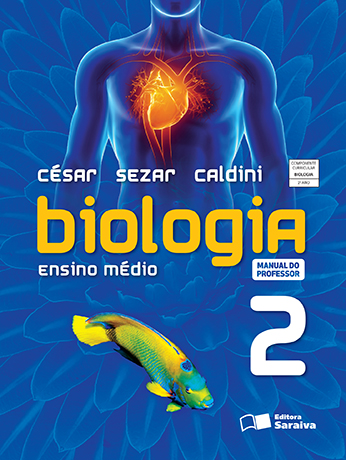 CÉSAR SEZAR CALDINI
COMPONENTE
CURRICULAR
BIOLOGIA
2º ANO
biologia
ensino médio
MANUAL DO
PROFESSOR
2
Editora
Saraiva